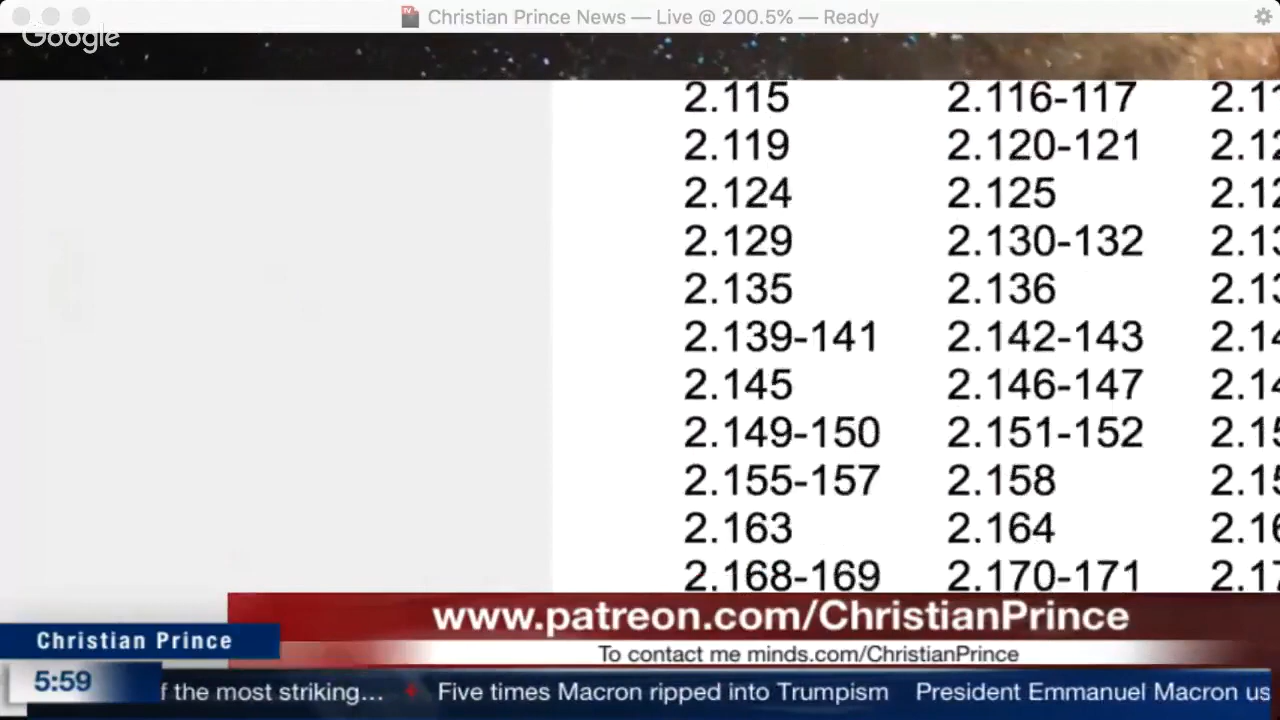 Christian Prince News — Live @ 200.5% — Ready
Google
2.115 2.116-117
2.119 2.120-121
2.124 2.125
2.129 2.130-132
2.135 2.136
2.139-141 2.142-143
2.145 2.146-147
2.149-150 2.151-152
2.155-157 2.158
2.163 2.164
2.168-169 2.170-171
www.patreon.com/ChristianPrince
Christian Prince
To contact me minds.com/ChristianPrince
5:59
f the most striking... Five times Macron ripped into Trumpism President Emmanuel Macron us